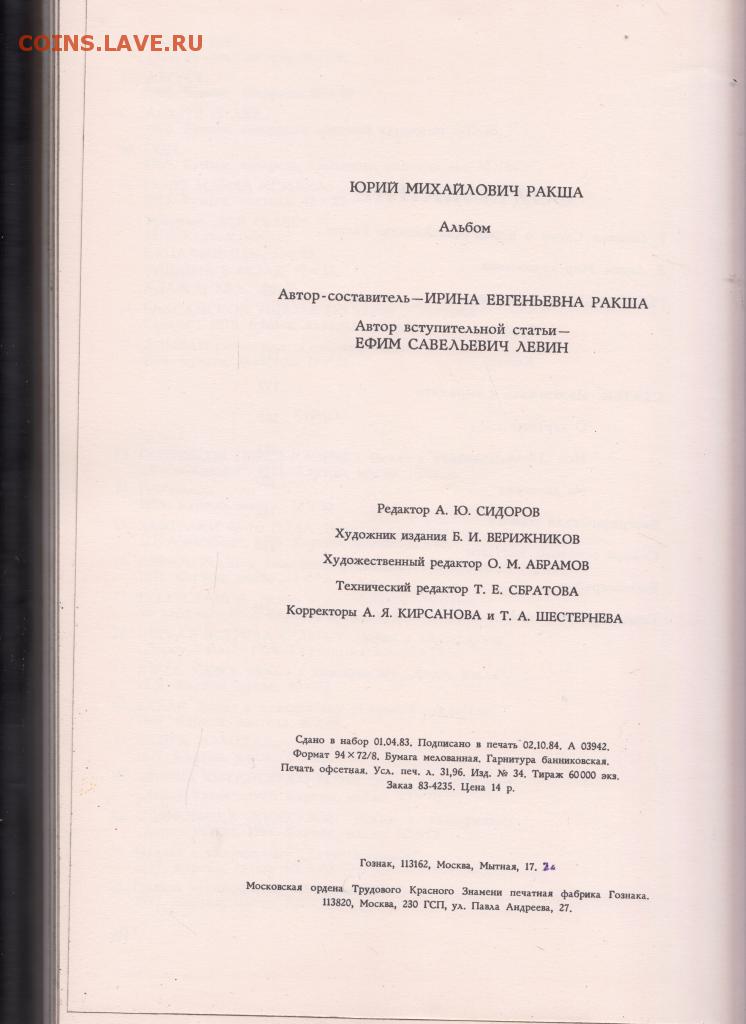 COINS.LAVE.RU
ЮРИЙ МИХАЙЛОВИЧ РАКША
Альбом
Автор-составитель—ИРИНА ЕВГЕНЬЕВНА РАКША
Автор вступительной статьи—
ЕФИМ САВЕЛЬЕВИЧ ЛЕВИН
Редактор А. Ю. СИДОРОВ
Художник издания Б. И. ВЕРИЖНИКОВ
Художественный редактор О. М. АБРАМОВ
Технический редактор Т. Е. СБРАТОВА
Корректоры А. Я. КИРСАНОВА и Т. А. ШЕСТЕРНЕВА
Сдано в набор 01.04.83. Подписано в печать 02.10.84. А 03942.
Формат 94×72/8. Бумага мелованная. Гарнитура банниковская.
Печать офсетная. Усл. печ. л. 31,96. Изд. № 34. Тираж 60 000 экз.
Заказ 83-4235. Цена 14 р.
Гознак, 113162, Москва, Мытная, 17.
Московская ордена Трудового Красного Знамени печатная фабрика Гознака.
113820, Москва, 230 ГСП, ул. Павла Андреева, 27.